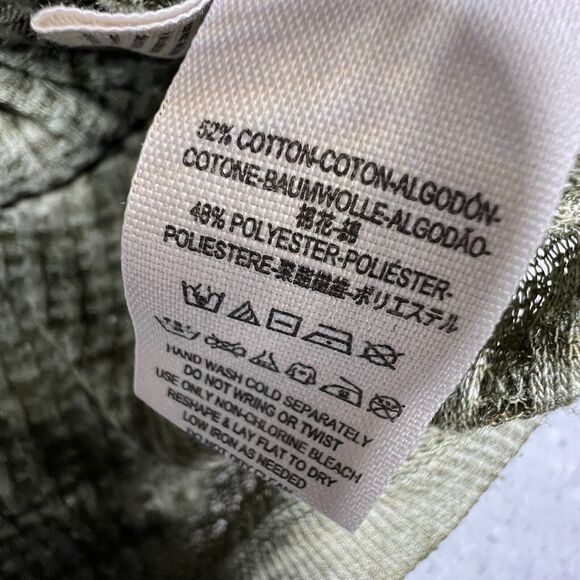 52% COTTON-COTON-ALGODÓN-
COTONE-BAUMWOLLE-ALGODÃO-
棉花-綿
48% POLYESTER-POLIÉSTER-
POLIESTERE-聚酯纖維-ポリエステル
HAND WASH COLD SEPARATELY
DO NOT WRING OR TWIST
USE ONLY NON-CHLORINE BLEACH
RESHAPE & LAY FLAT TO DRY
LOW IRON AS NEEDED
DO NOT